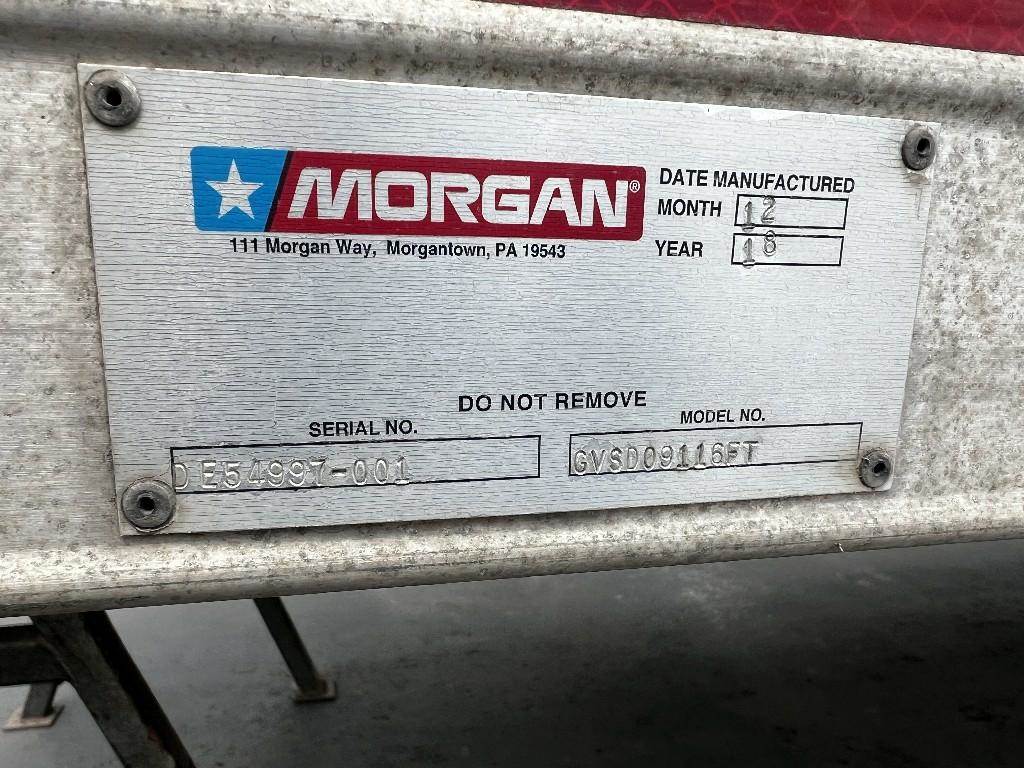 MORGAN®
111 Morgan Way, Morgantown, PA 19543
DATE MANUFACTURED
MONTH 12
YEAR 18
DO NOT REMOVE
SERIAL NO.
DE54997-001
MODEL NO.
GVSD09116FT